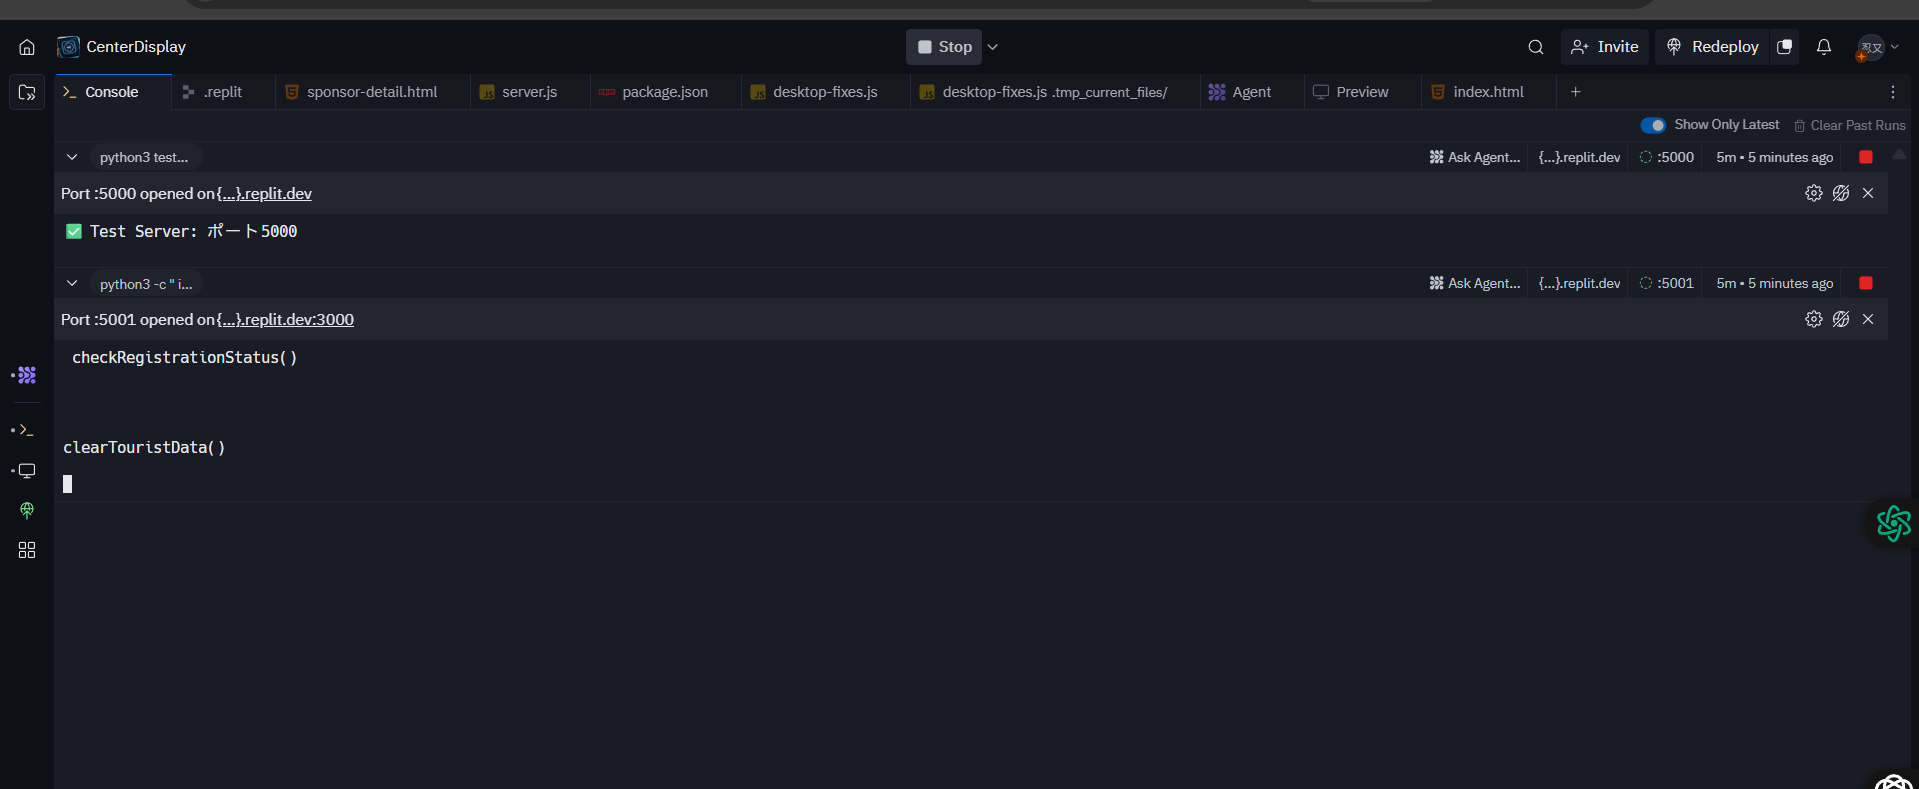 CenterDisplay
Stop
Invite
Redeploy
Console
.replit
sponsor-detail.html
server.js
package.json
desktop-fixes.js
desktop-fixes.js .tmp_current_files/
Agent
Preview
index.html
Show Only Latest
Clear Past Runs
python3 test...
Ask Agent...
{...}.replit.dev
:5000
5m • 5 minutes ago
Port :5000 opened on {...}.replit.dev
✅ Test Server: ポート5000
python3 -c " i...
Ask Agent...
{...}.replit.dev
:5001
5m • 5 minutes ago
Port :5001 opened on {...}.replit.dev:3000
checkRegistrationStatus()
clearTouristData()